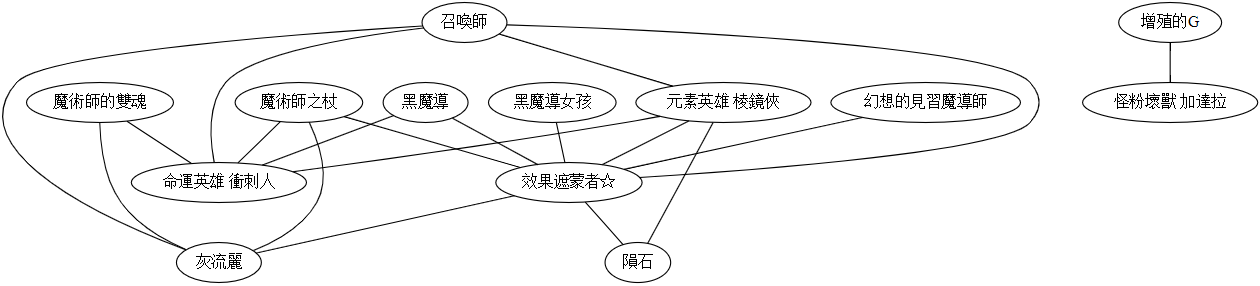 召喚師
增殖的G
魔術師的雙魂
魔術師之杖
黑魔導
黑魔導女孩
元素英雄 棱鏡俠
幻想的見習魔導師
怪粉壞獸 加達拉
命運英雄 衝刺人
效果遮蒙者☆
灰流麗
隕石